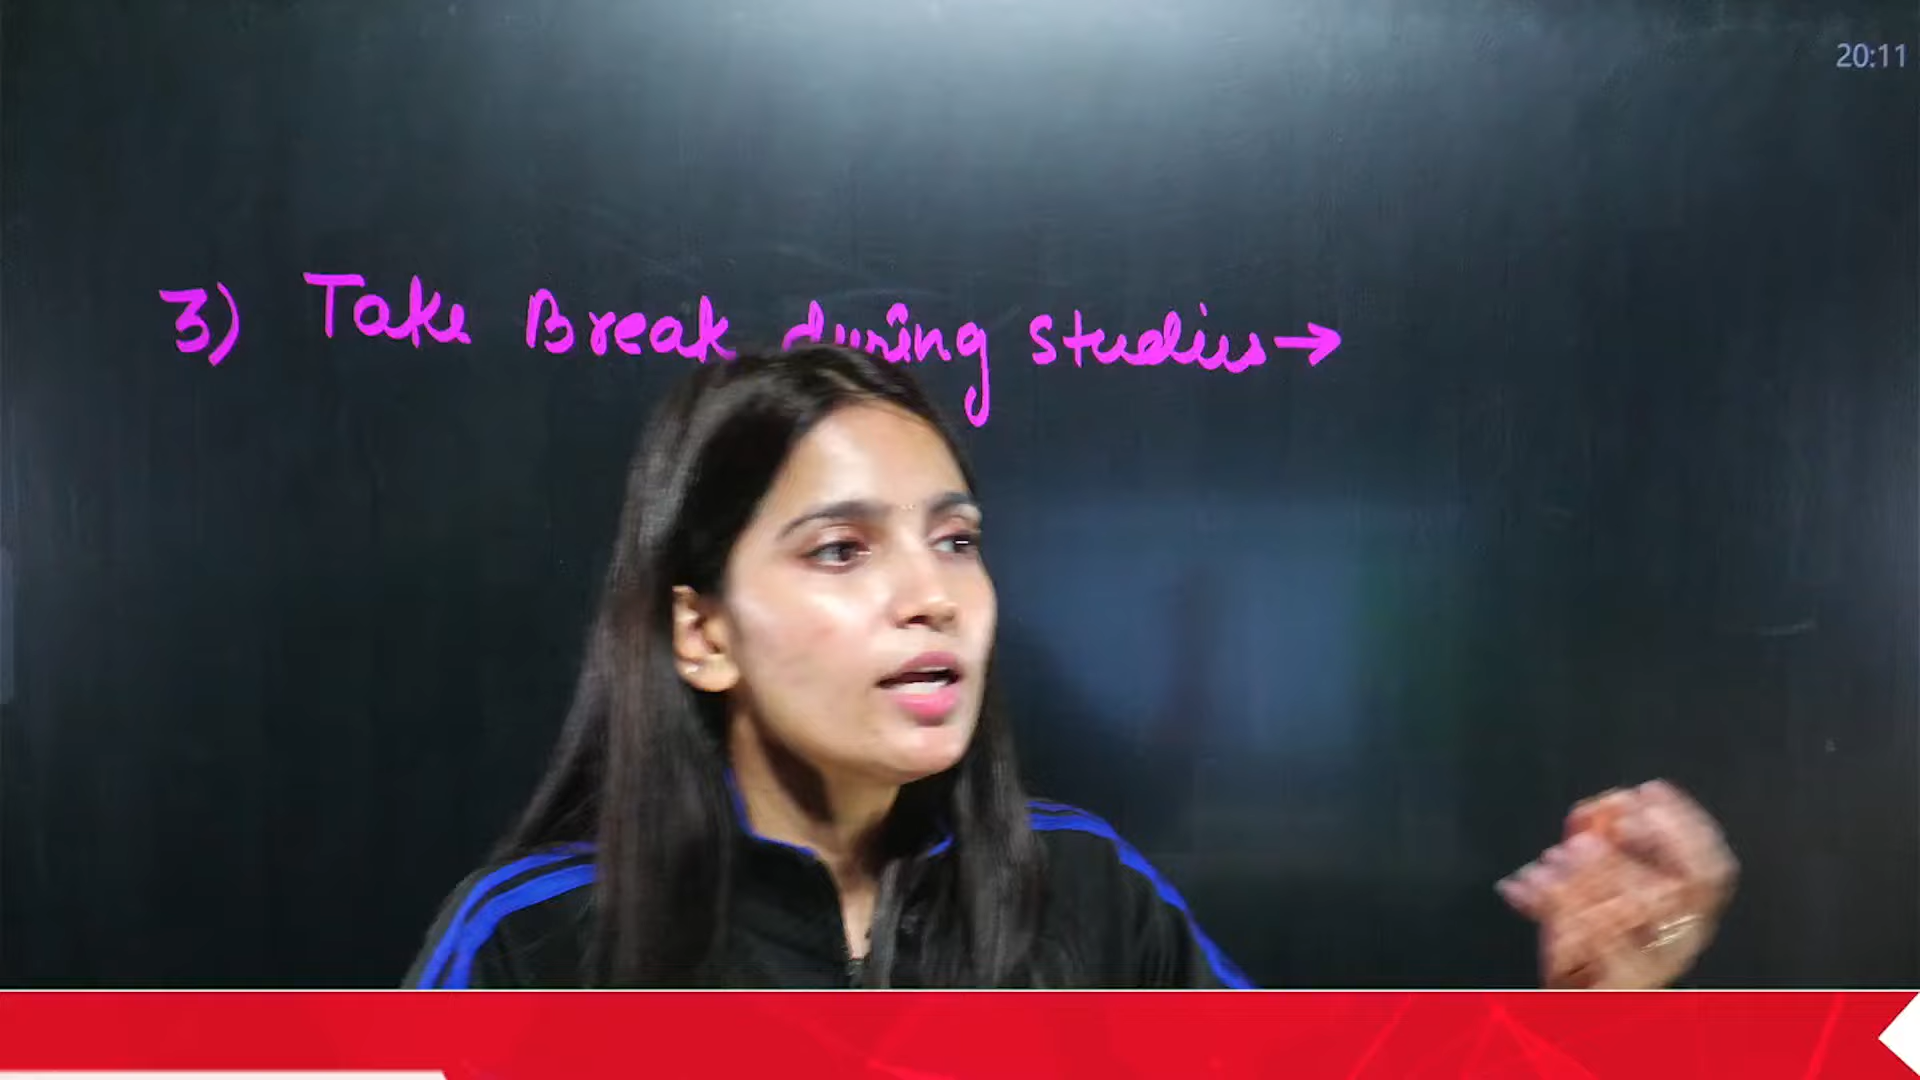 20:11
3) Take Break during studies →